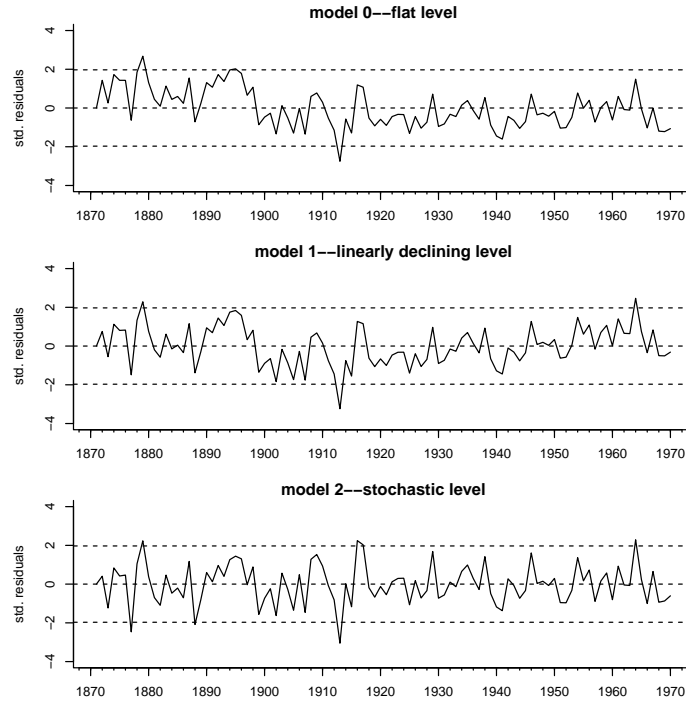 model 0--flat level
std. residuals
4
2
0
-2
-4
1870 1880 1890 1900 1910 1920 1930 1940 1950 1960 1970
model 1--linearly declining level
std. residuals
4
2
0
-2
-4
1870 1880 1890 1900 1910 1920 1930 1940 1950 1960 1970
model 2--stochastic level
std. residuals
4
2
0
-2
-4
1870 1880 1890 1900 1910 1920 1930 1940 1950 1960 1970